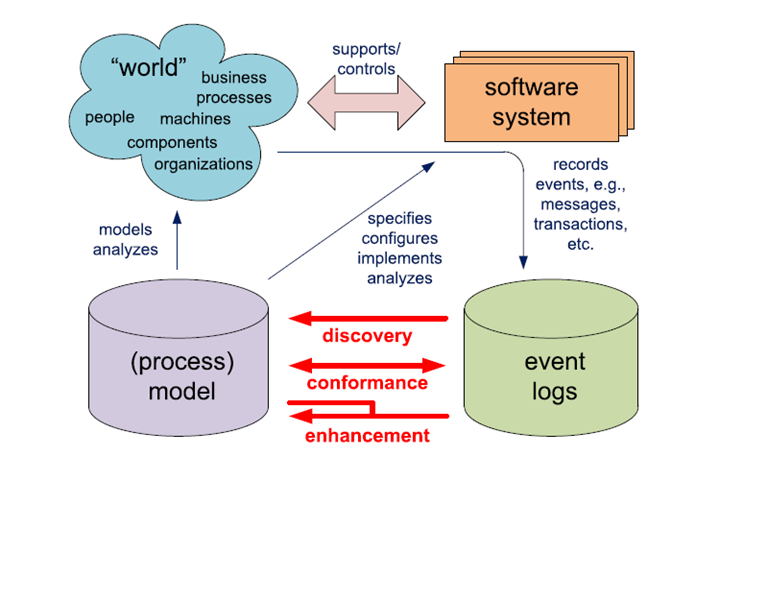 “world”
business
processes
people
machines
components
organizations
supports/
controls
software
system
records
events, e.g.,
messages,
transactions,
etc.
models
analyzes
specifies
configures
implements
analyzes
(process)
model
discovery
conformance
enhancement
event
logs